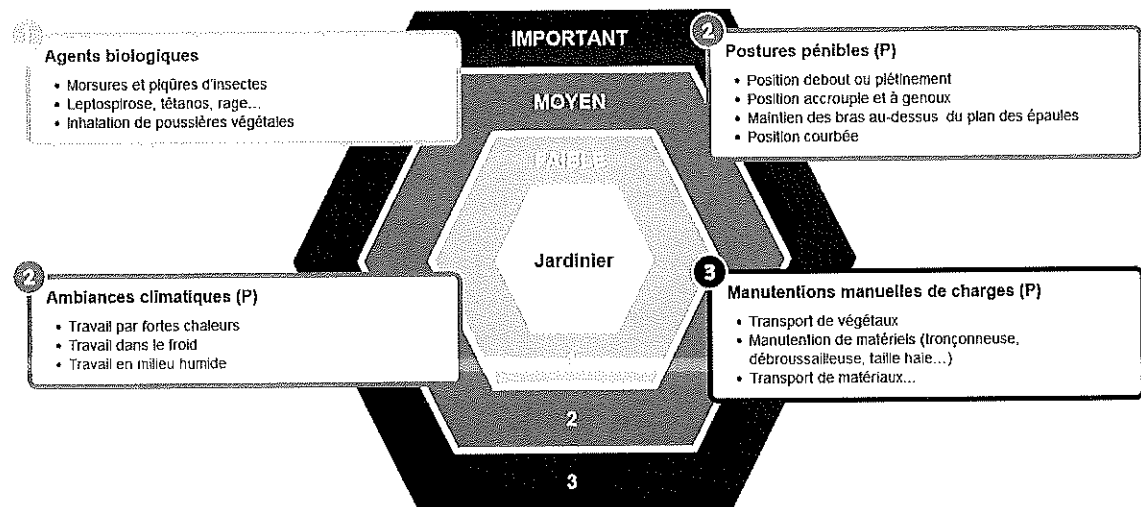 IMPORTANT
MOYEN
FAIBLE
Jardinier
1
2
3
1
Agents biologiques
• Morsures et piqûres d'insectes
• Leptospirose, tétanos, rage...
• Inhalation de poussières végétales
2
Postures pénibles (P)
• Position debout ou piétinement
• Position accroupie et à genoux
• Maintien des bras au-dessus du plan des épaules
• Position courbée
2
Ambiances climatiques (P)
• Travail par fortes chaleurs
• Travail dans le froid
• Travail en milieu humide
3
Manutentions manuelles de charges (P)
• Transport de végétaux
• Manutention de matériels (tronçonneuse,
débroussailleuse, taille haie...)
• Transport de matériaux...